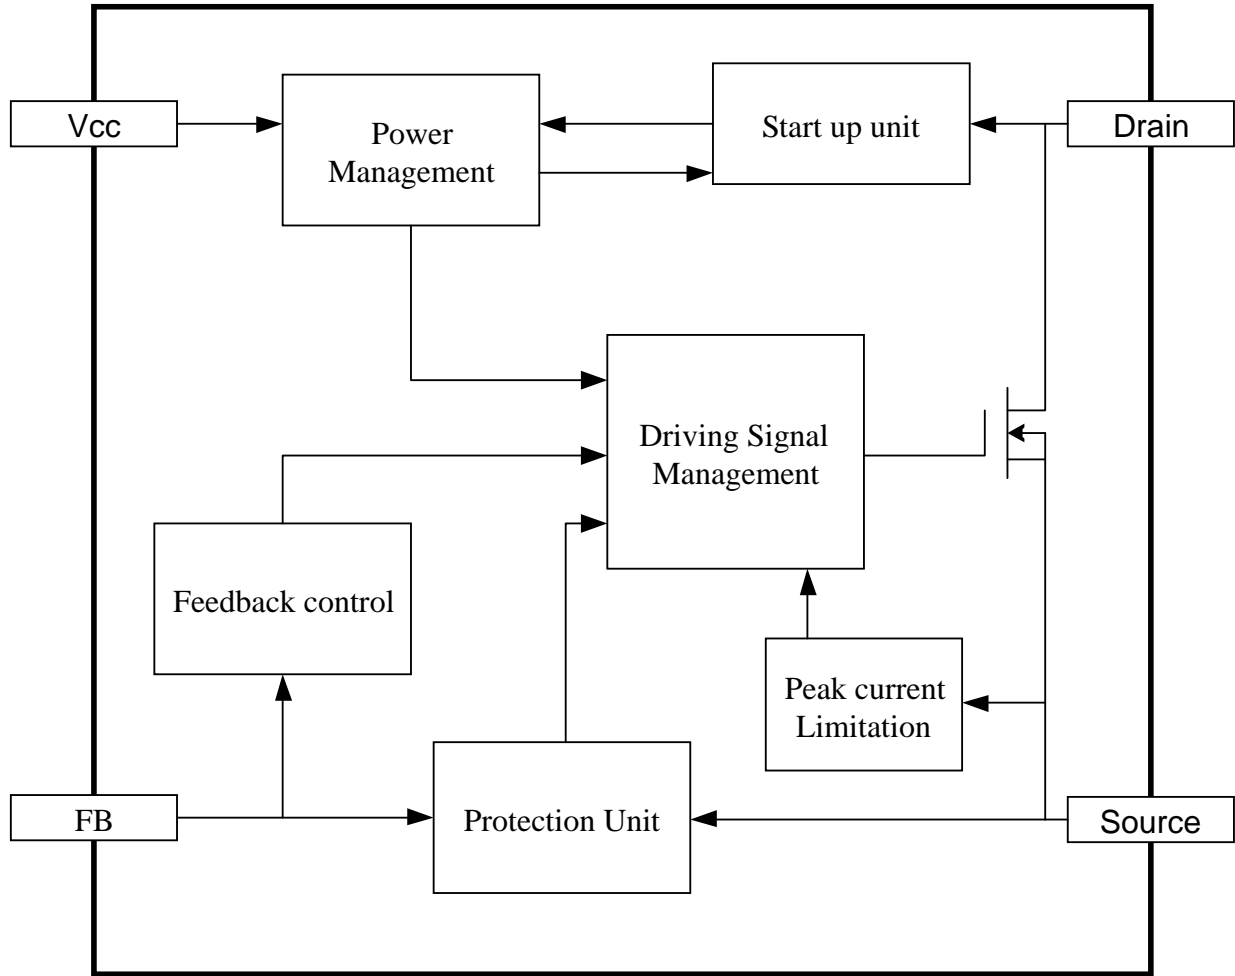 Vcc
Power
Management
Start up unit
Drain
Driving Signal
Management
Feedback control
Peak current
Limitation
FB
Protection Unit
Source